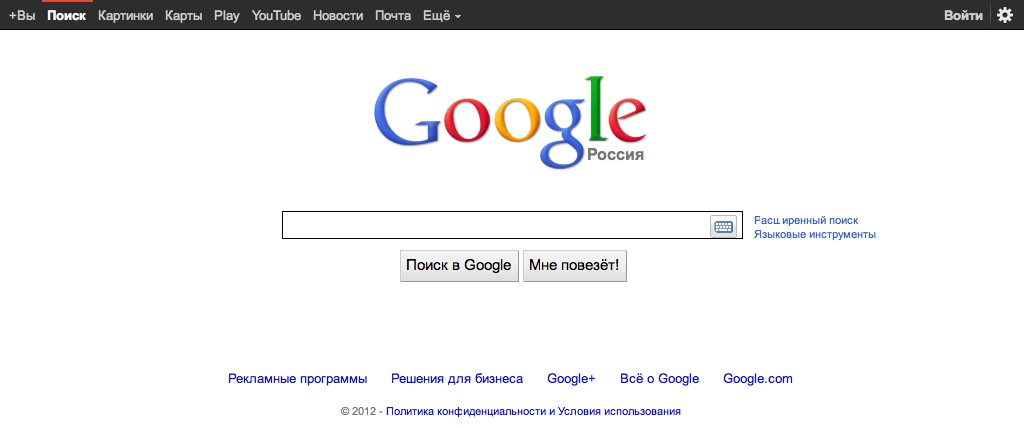 +Вы Поиск Картинки Карты Play YouTube Новости Почта Ещё Войти
Google
Россия
Расширенный поиск
Языковые инструменты
Поиск в Google Мне повезёт!
Рекламные программы Решения для бизнеса Google+ Всё о Google Google.com
© 2012 - Политика конфиденциальности и Условия использования